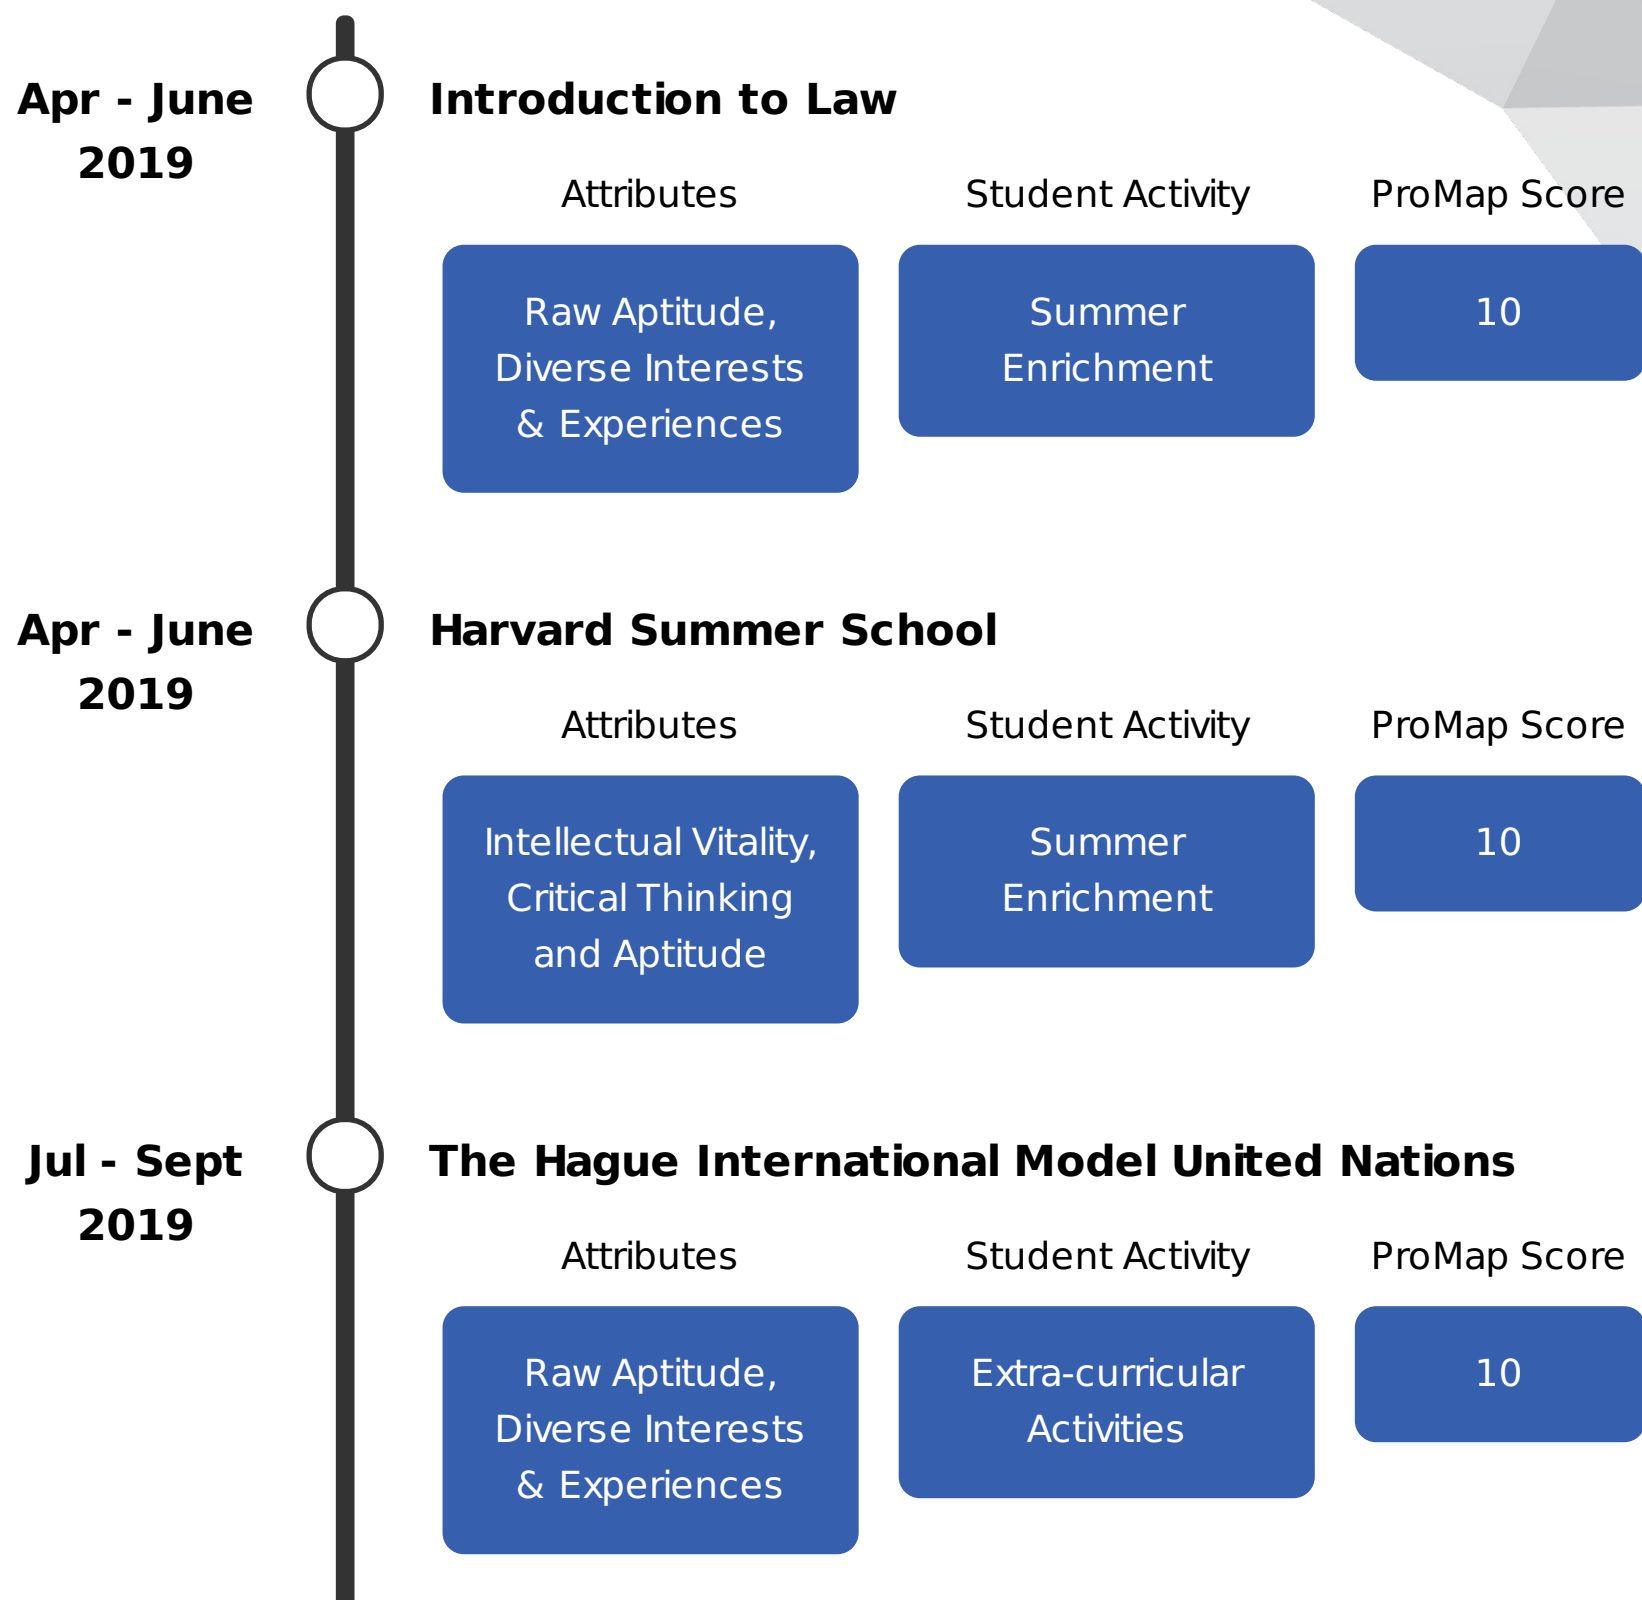 Apr - June
2019
Introduction to Law
Attributes
Student Activity
ProMap Score
Raw Aptitude,
Diverse Interests
& Experiences
Summer
Enrichment
10
Apr - June
2019
Harvard Summer School
Attributes
Student Activity
ProMap Score
Intellectual Vitality,
Critical Thinking
and Aptitude
Summer
Enrichment
10
Jul - Sept
2019
The Hague International Model United Nations
Attributes
Student Activity
ProMap Score
Raw Aptitude,
Diverse Interests
& Experiences
Extra-curricular
Activities
10